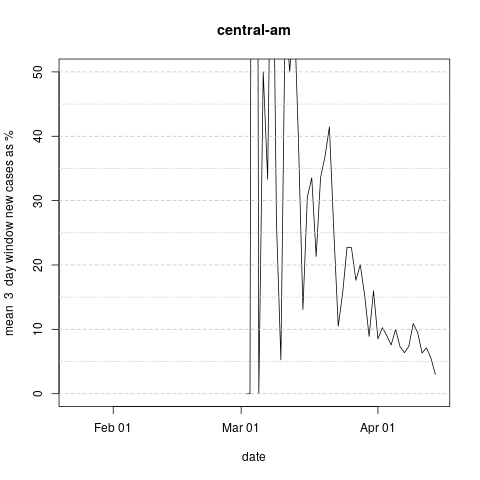 central-am
mean 3 day window new cases as %
50
40
30
20
10
0
Feb 01
Mar 01
Apr 01
date